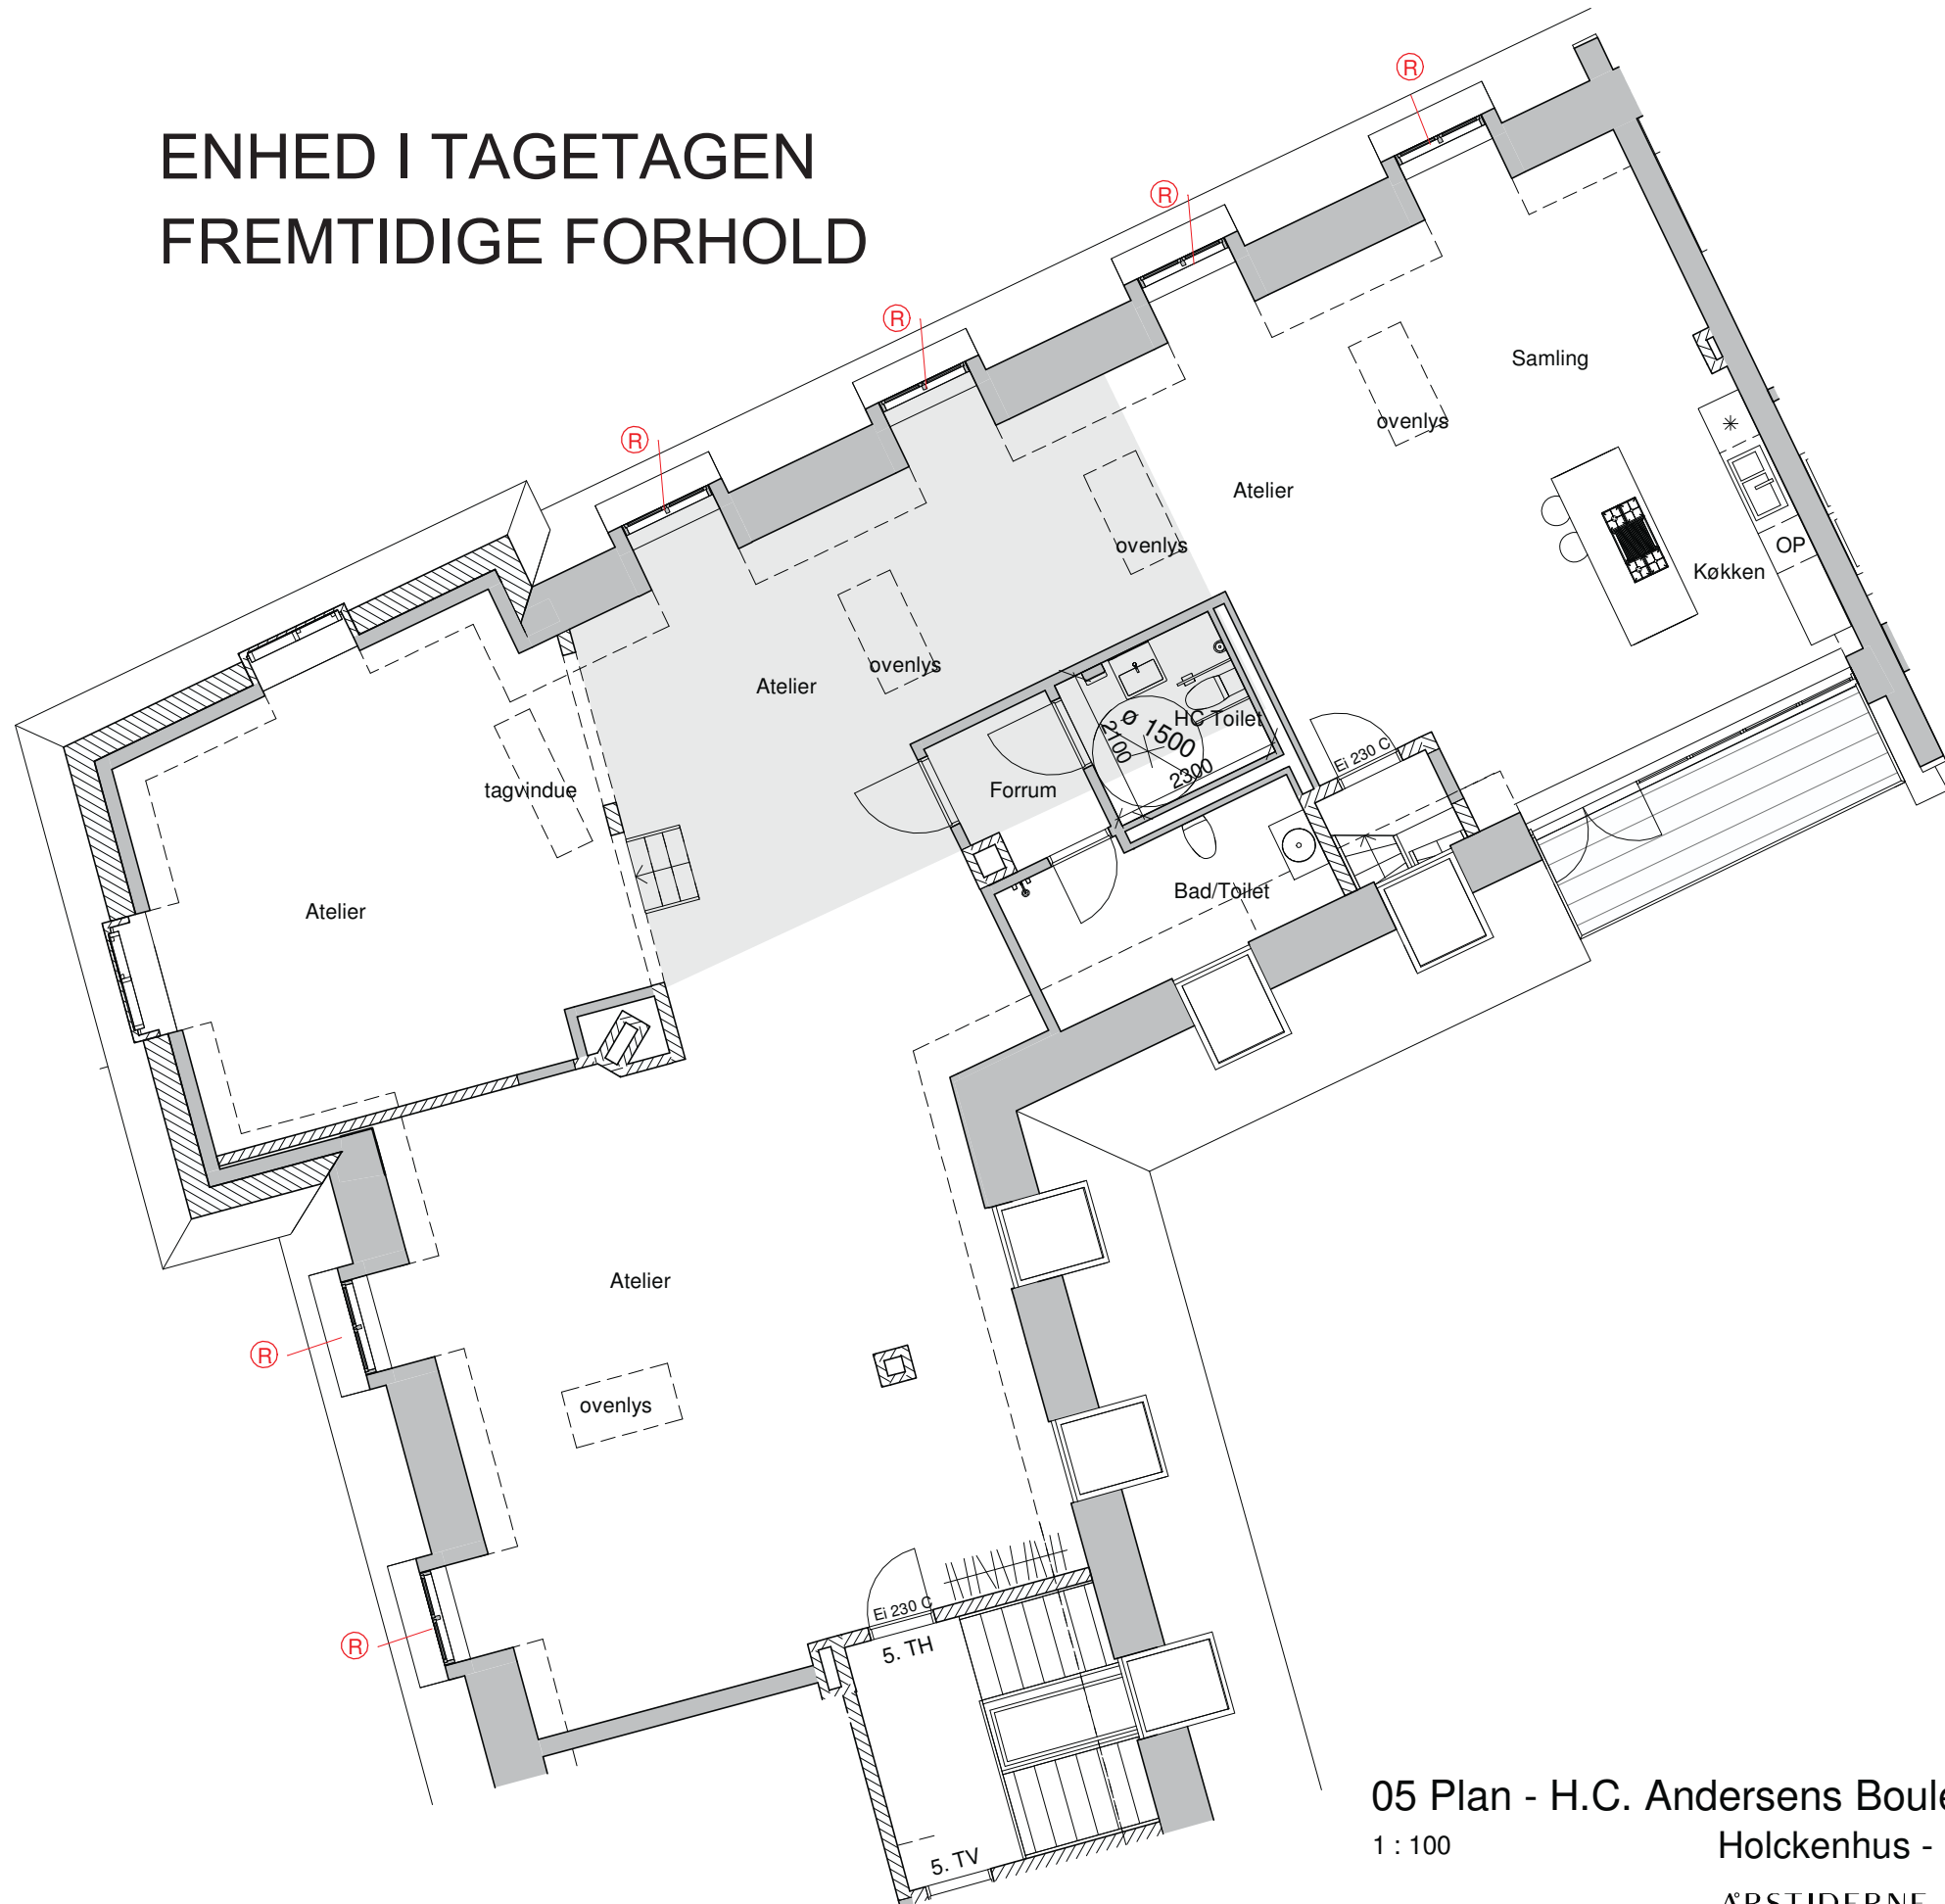 ENHED I TAGETAGEN
FREMTIDIGE FORHOLD
R
R
R
R
Samling
ovenlys
Atelier
ovenlys
OP
Køkken
ovenlys
Atelier
HC Toilet
ø 1500
2100
2300
Ei 230 C
tagvindue
Forrum
Bad/Toilet
Atelier
Atelier
R
ovenlys
Ei 230 C
R
5. TH
5. TV
05 Plan - H.C. Andersens Boule
1 : 100
Holckenhus -
ÅRSTIDERNE